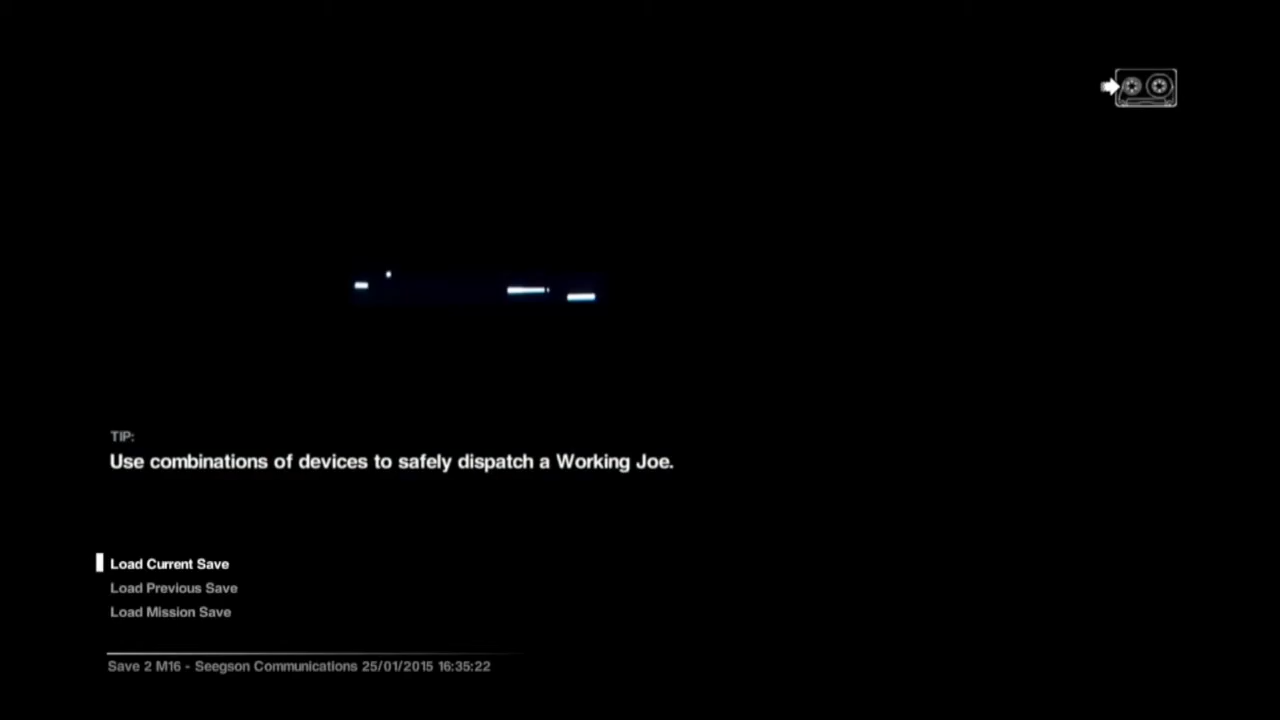 TIP:
Use combinations of devices to safely dispatch a Working Joe.
Load Current Save
Load Previous Save
Load Mission Save
Save 2 M16 - Seegson Communications 25/01/2015 16:35:22